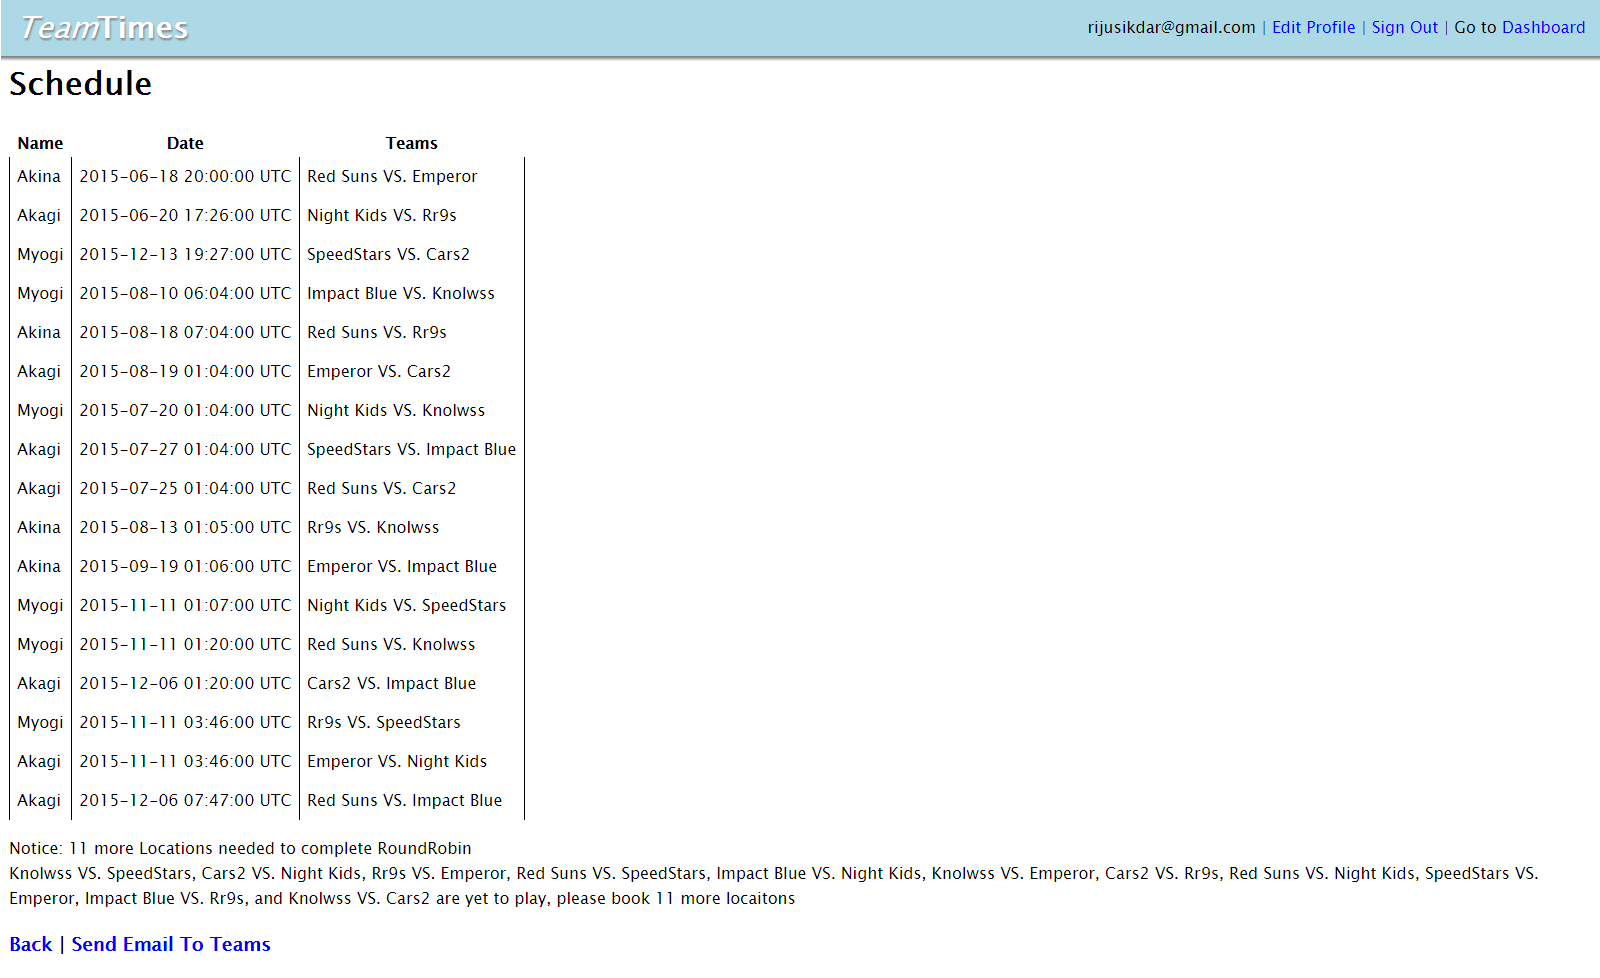 TeamTimes
rijusikdar@gmail.com | Edit Profile | Sign Out | Go to Dashboard
Schedule
Name Date Teams
Akina 2015-06-18 20:00:00 UTC Red Suns VS. Emperor
Akagi 2015-06-20 17:26:00 UTC Night Kids VS. Rr9s
Myogi 2015-12-13 19:27:00 UTC SpeedStars VS. Cars2
Myogi 2015-08-10 06:04:00 UTC Impact Blue VS. Knolwss
Akina 2015-08-18 07:04:00 UTC Red Suns VS. Rr9s
Akagi 2015-08-19 01:04:00 UTC Emperor VS. Cars2
Myogi 2015-07-20 01:04:00 UTC Night Kids VS. Knolwss
Akagi 2015-07-27 01:04:00 UTC SpeedStars VS. Impact Blue
Akagi 2015-07-25 01:04:00 UTC Red Suns VS. Cars2
Akina 2015-08-13 01:05:00 UTC Rr9s VS. Knolwss
Akina 2015-09-19 01:06:00 UTC Emperor VS. Impact Blue
Myogi 2015-11-11 01:07:00 UTC Night Kids VS. SpeedStars
Myogi 2015-11-11 01:20:00 UTC Red Suns VS. Knolwss
Akagi 2015-12-06 01:20:00 UTC Cars2 VS. Impact Blue
Myogi 2015-11-11 03:46:00 UTC Rr9s VS. SpeedStars
Akagi 2015-11-11 03:46:00 UTC Emperor VS. Night Kids
Akagi 2015-12-06 07:47:00 UTC Red Suns VS. Impact Blue
Notice: 11 more Locations needed to complete RoundRobin
Knolwss VS. SpeedStars, Cars2 VS. Night Kids, Rr9s VS. Emperor, Red Suns VS. SpeedStars, Impact Blue VS. Night Kids, Knolwss VS. Emperor, Cars2 VS. Rr9s, Red Suns VS. Night Kids, SpeedStars VS.
Emperor, Impact Blue VS. Rr9s, and Knolwss VS. Cars2 are yet to play, please book 11 more locaitons
Back | Send Email To Teams